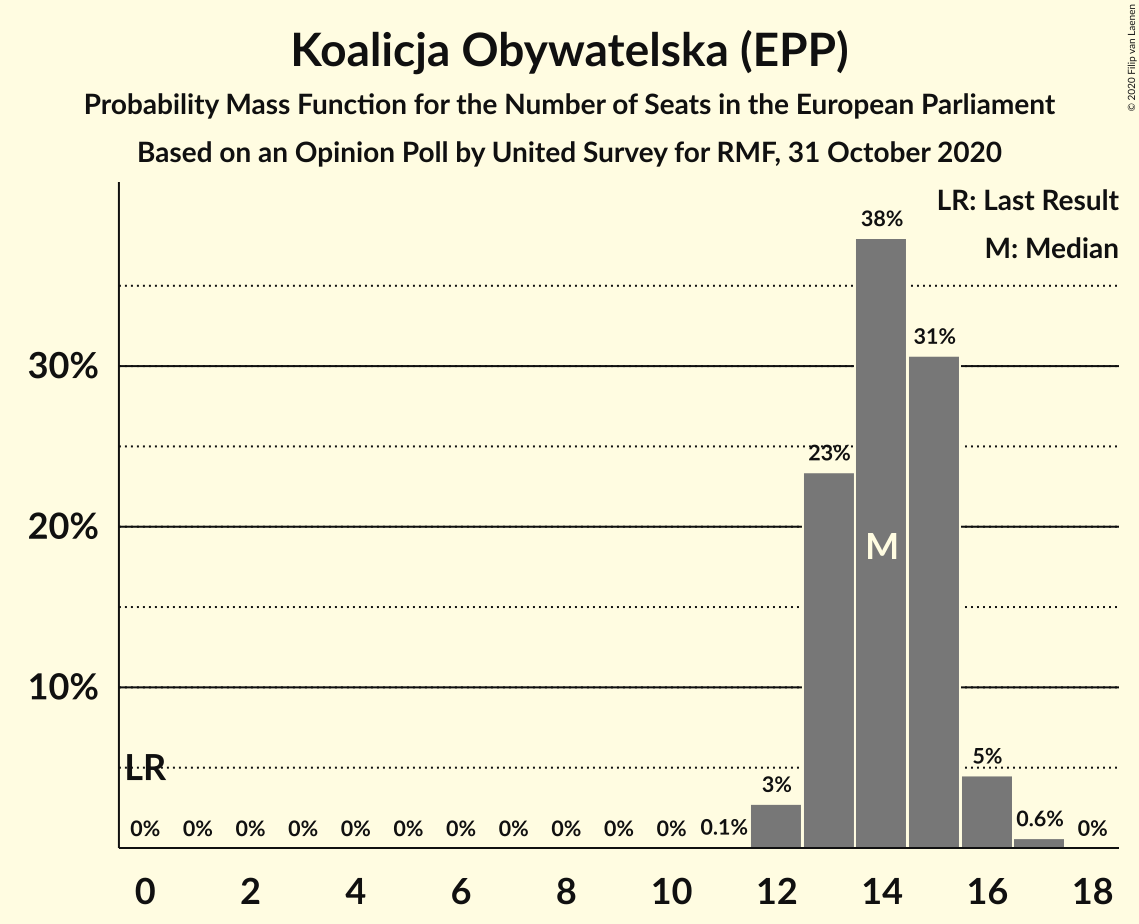 Koalicja Obywatelska (EPP)
Probability Mass Function for the Number of Seats in the European Parliament
Based on an Opinion Poll by United Survey for RMF, 31 October 2020
© 2020 Filip van Laenen
LR: Last Result
M: Median
38%
31%
30%
23%
20%
M
10%
LR
5%
3%
0% 0% 0% 0% 0% 0% 0% 0% 0% 0% 0% 0.1% 0.6% 0%
0 2 4 6 8 10 12 14 16 18